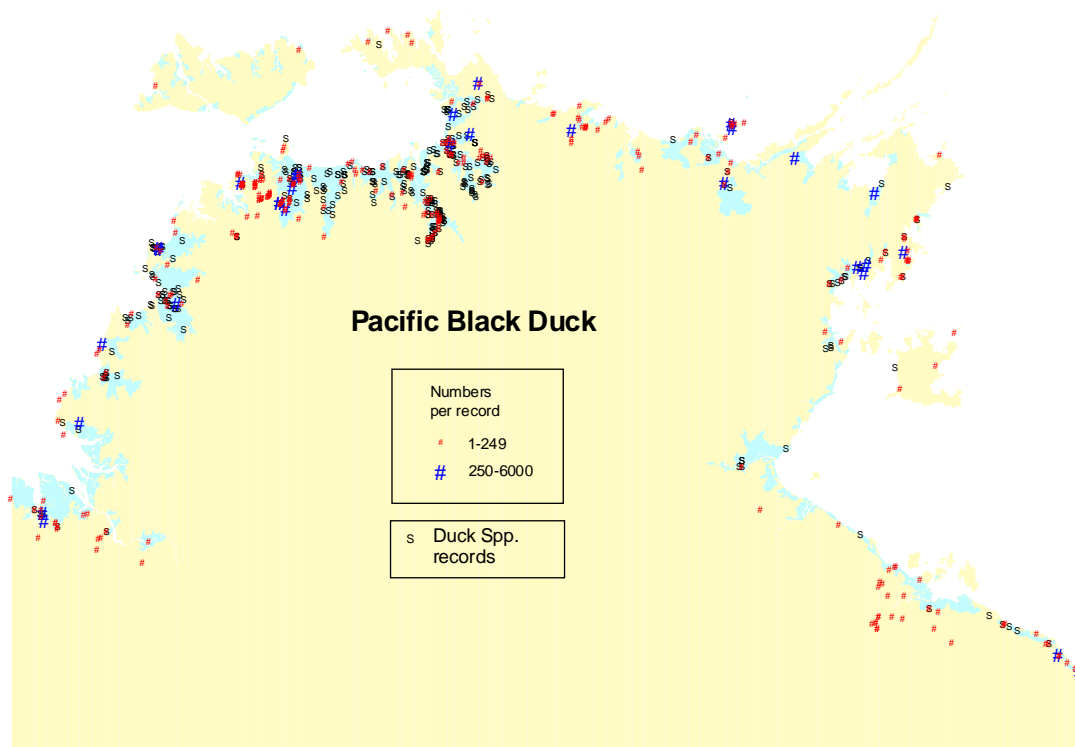 Pacific Black Duck
Numbers
per record
# 1-249
# 250-6000
S Duck Spp.
records